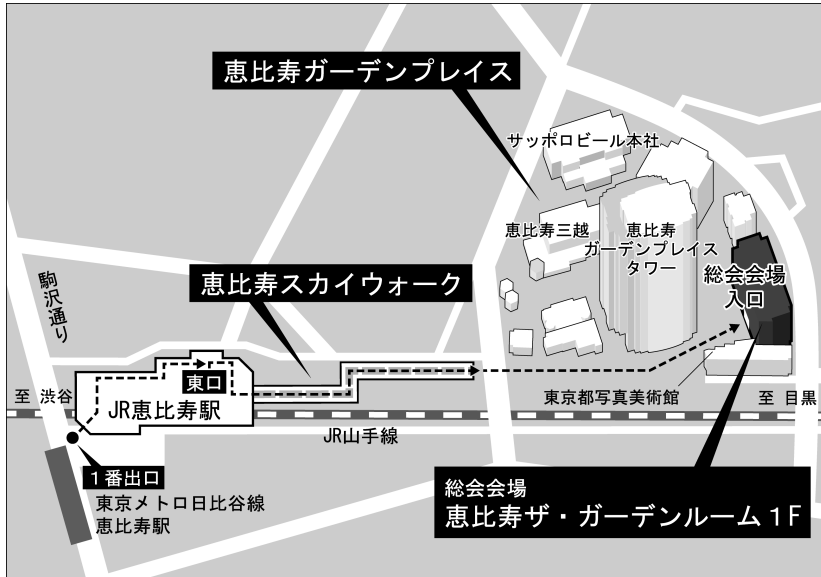 恵比寿ガーデンプレイス
サッポロビール本社
恵比寿三越
恵比寿
ガーデンプレイス
タワー
総会会場
入口
恵比寿スカイウォーク
駒沢通り
東口
至 渋谷
JR恵比寿駅
東京都写真美術館
至 目黒
JR山手線
1番出口
東京メトロ日比谷線
恵比寿駅
総会会場
恵比寿ザ・ガーデンルーム1F